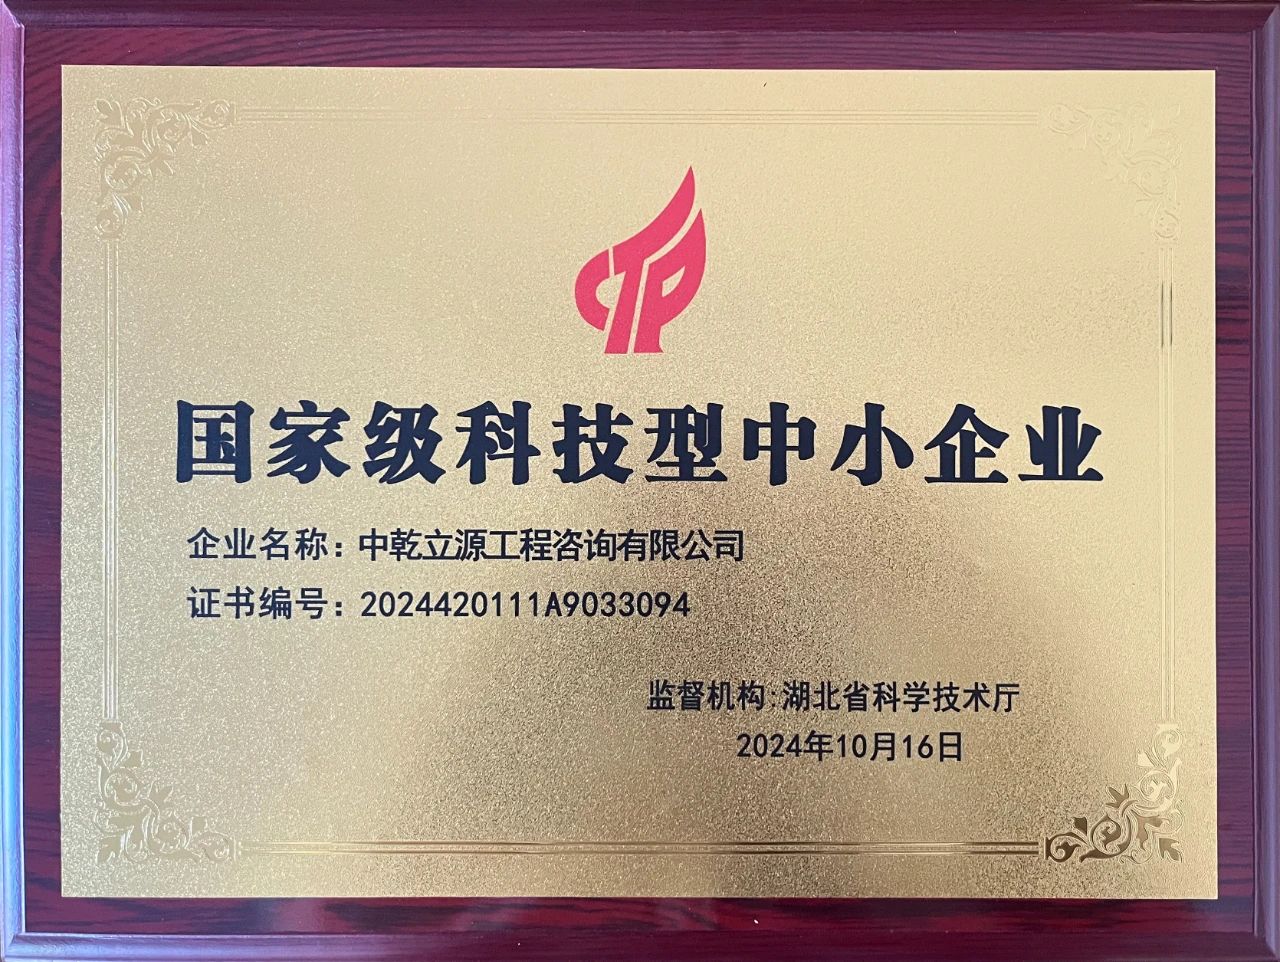 CTP
国家级科技型中小企业
企业名称：中乾立源工程咨询有限公司
证书编号：2024420111A9033094
监督机构:湖北省科学技术厅
2024年10月16日